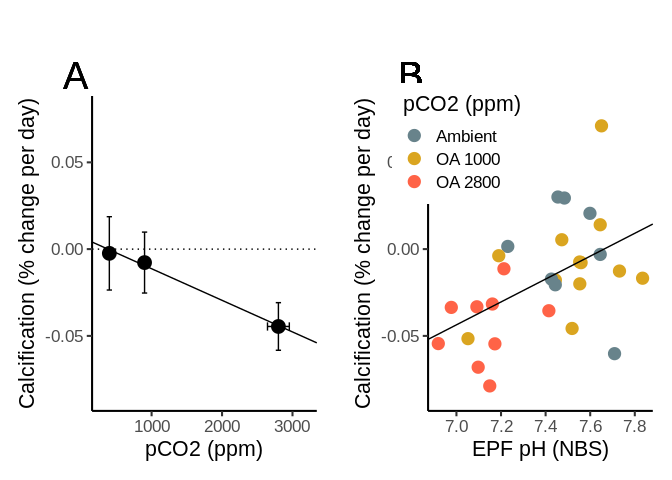 A
Calcification (% change per day)
0.05
0.00
-0.05
1000 2000 3000
pCO2 (ppm)
B
Calcification (% change per day)
pCO2 (ppm)
Ambient
OA 1000
OA 2800
0.00
-0.05
7.0 7.2 7.4 7.6 7.8
EPF pH (NBS)